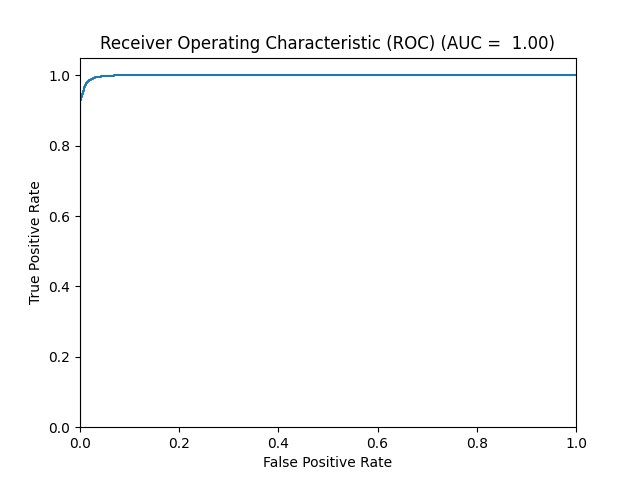 Receiver Operating Characteristic (ROC) (AUC =  1.00)
1.0
0.8
0.6
0.4
0.2
0.0
True Positive Rate
0.0 0.2 0.4 0.6 0.8 1.0
False Positive Rate